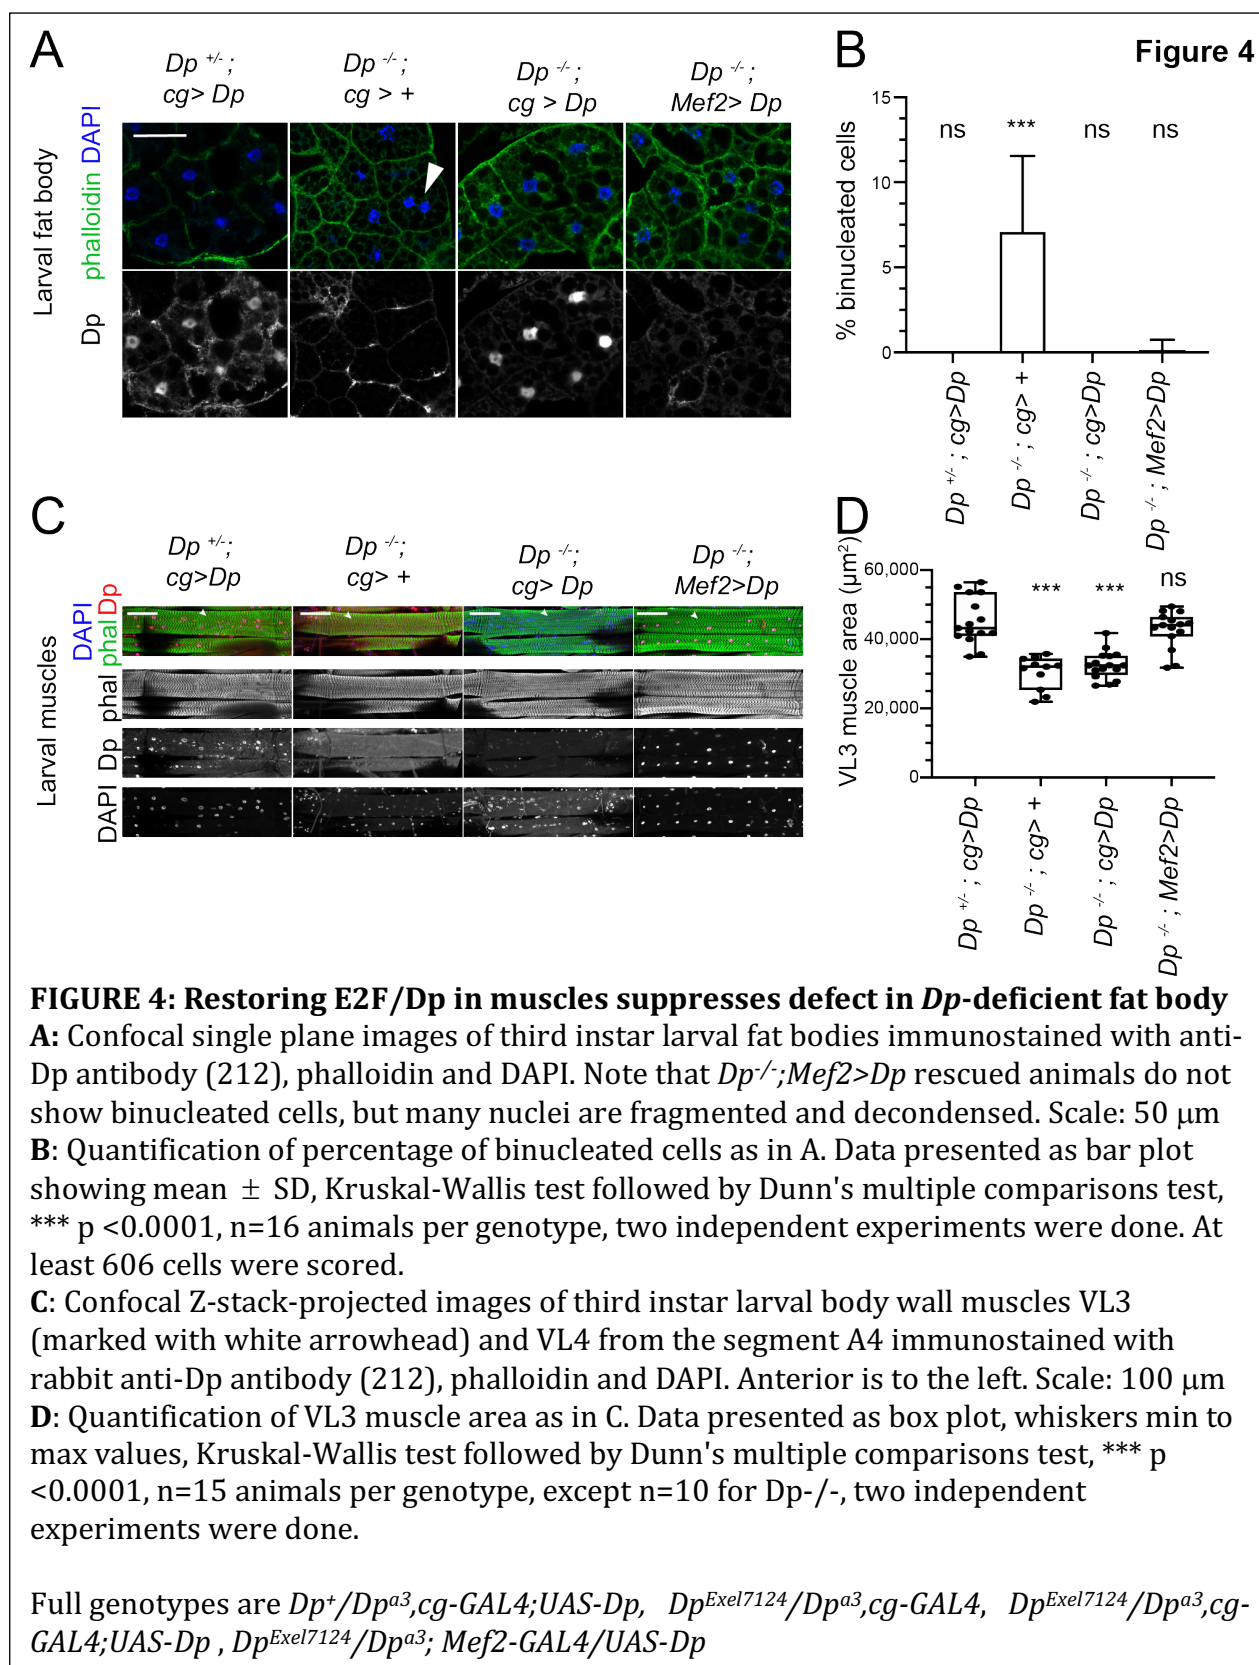 Figure 4
A
Dp +/-; cg> Dp
Dp -/-; cg > +
Dp -/-; cg > Dp
Dp -/-; Mef2> Dp
Larval fat body
phalloidin DAPI
Dp
B
% binucleated cells
15
10
5
0
ns
***
ns
ns
Dp +/- ; cg>Dp
Dp -/- ; cg> +
Dp -/- ; cg>Dp
Dp -/- ; Mef2>Dp
C
Dp +/-; cg>Dp
Dp -/-; cg> +
Dp -/-; cg> Dp
Dp -/-; Mef2>Dp
Larval muscles
DAPI
phal Dp
phal
Dp
DAPI
D
VL3 muscle area (µm²)
60,000
40,000
20,000
0
***
***
ns
Dp +/- ; cg>Dp
Dp -/- ; cg> +
Dp -/- ; cg>Dp
Dp -/- ; Mef2>Dp
FIGURE 4: Restoring E2F/Dp in muscles suppresses defect in Dp-deficient fat body
A: Confocal single plane images of third instar larval fat bodies immunostained with anti-
Dp antibody (212), phalloidin and DAPI. Note that Dp-/-;Mef2>Dp rescued animals do not
show binucleated cells, but many nuclei are fragmented and decondensed. Scale: 50 µm
B: Quantification of percentage of binucleated cells as in A. Data presented as bar plot
showing mean ± SD, Kruskal-Wallis test followed by Dunn's multiple comparisons test,
*** p <0.0001, n=16 animals per genotype, two independent experiments were done. At
least 606 cells were scored.
C: Confocal Z-stack-projected images of third instar larval body wall muscles VL3
(marked with white arrowhead) and VL4 from the segment A4 immunostained with
rabbit anti-Dp antibody (212), phalloidin and DAPI. Anterior is to the left. Scale: 100 µm
D: Quantification of VL3 muscle area as in C. Data presented as box plot, whiskers min to
max values, Kruskal-Wallis test followed by Dunn's multiple comparisons test, *** p
<0.0001, n=15 animals per genotype, except n=10 for Dp-/-, two independent
experiments were done.
Full genotypes are Dp+/Dpa3,cg-GAL4;UAS-Dp, DpExel7124/Dpa3,cg-GAL4, DpExel7124/Dpa3,cg-
GAL4;UAS-Dp , DpExel7124/Dpa3; Mef2-GAL4/UAS-Dp